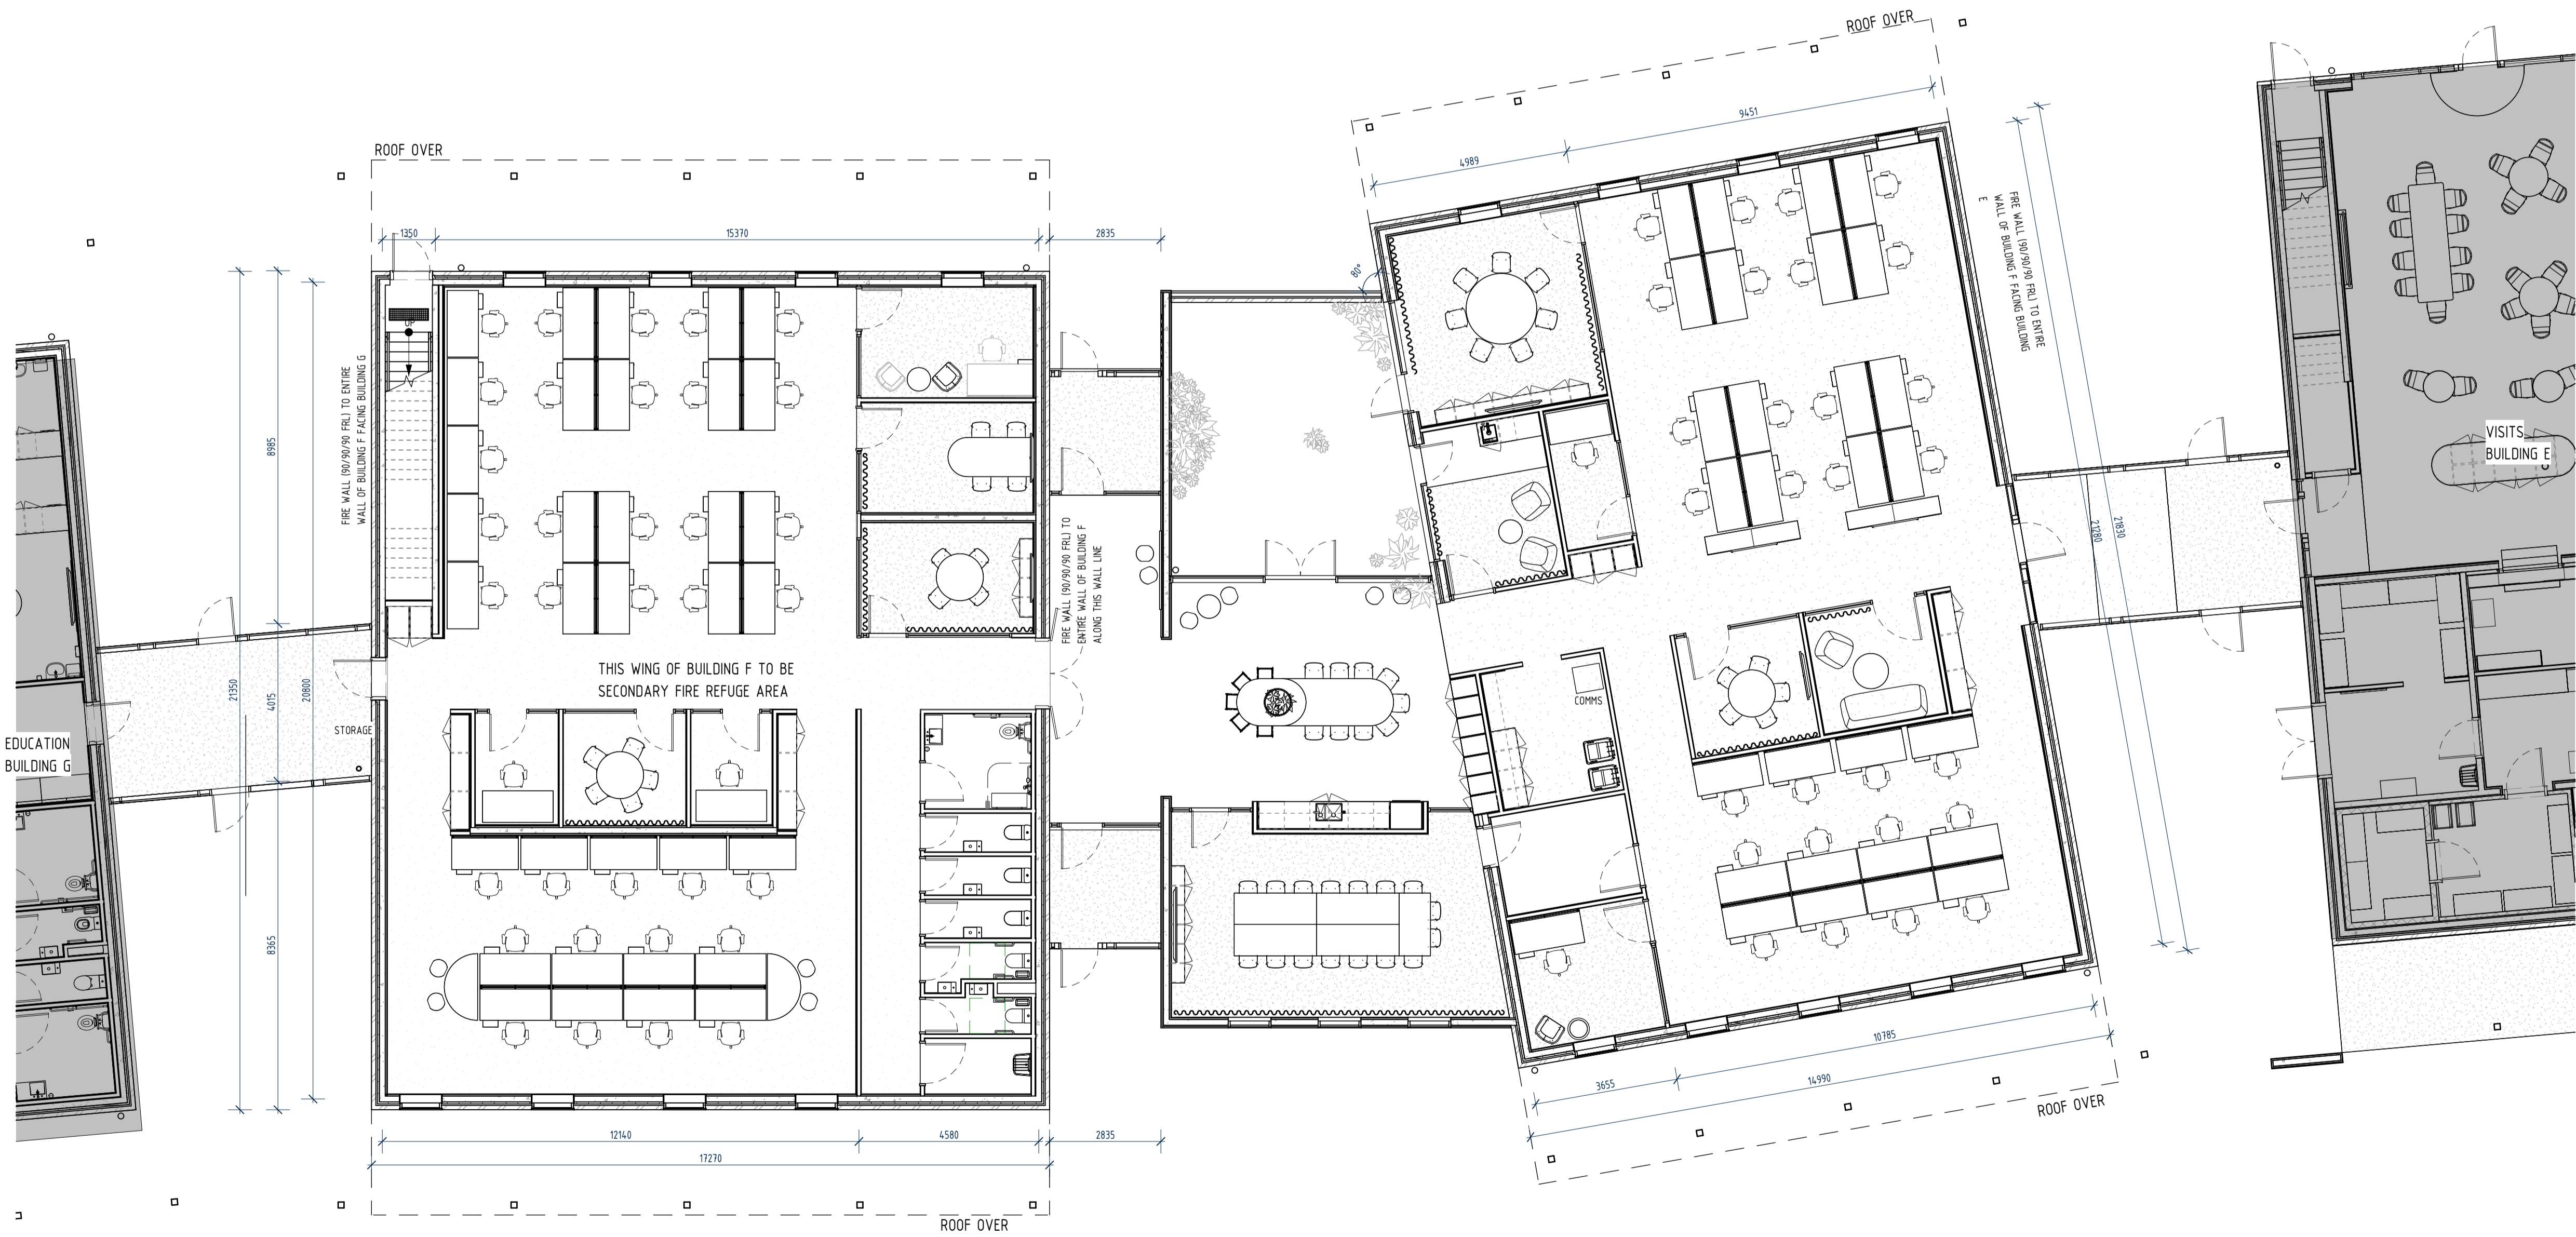 ROOF OVER
ROOF OVER
9451
4989
1350
15370
2835
80°
UP
FIRE WALL (90/90/90 FRL) TO ENTIRE
WALL OF BUILDING F FACING BUILDING G
FIRE WALL (90/90/90 FRL) TO ENTIRE
WALL OF BUILDING F FACING BUILDING
E
8985
21350
4015
20800
8365
FIRE WALL (90/90/90 FRL) TO
ENTIRE WALL OF BUILDING F
ALONG THIS WALL LINE
VISITS
BUILDING E
21280
21830
THIS WING OF BUILDING F TO BE
SECONDARY FIRE REFUGE AREA
COMMS
STORAGE
EDUCATION
BUILDING G
12140
4580
2835
17270
10785
3655
14990
ROOF OVER
ROOF OVER